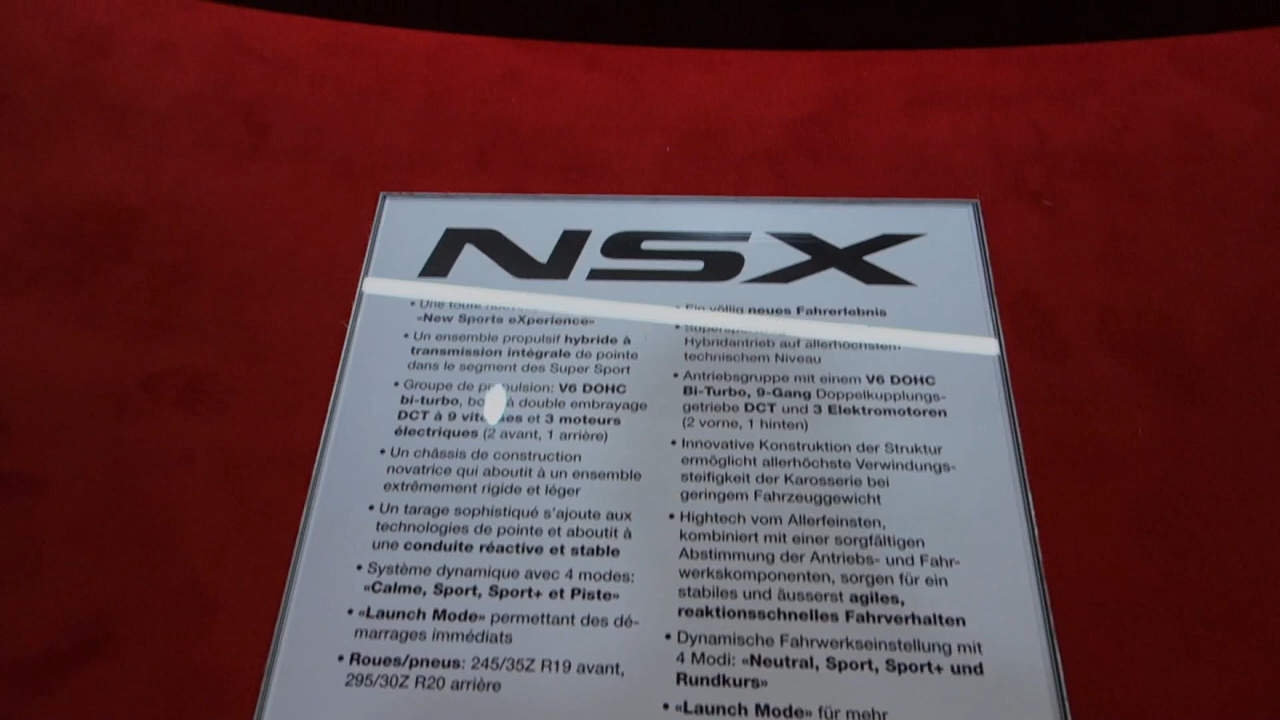 NSX
• Une toute
«New Sports eXperience»
• Un ensemble propulsif hybride à
transmission intégrale de pointe
dans le segment des Super Sport
• Groupe de propulsion: V6 DOHC
bi-turbo, à double embrayage
DCT à 9 vitesses et 3 moteurs
électriques (2 avant, 1 arrière)
• Un châssis de construction
novatrice qui aboutit à un ensemble
extrêmement rigide et léger
• Un tarage sophistiqué s'ajoute aux
technologies de pointe et aboutit à
une conduite réactive et stable
• Système dynamique avec 4 modes:
«Calme, Sport, Sport+ et Piste»
• «Launch Mode» permettant des dé-
marrages immédiats
• Roues/pneus: 245/35Z R19 avant,
295/30Z R20 arrière
• Ein völlig neues Fahrerlebnis
Hybridantrieb auf allerhöchstem
technischem Niveau
• Antriebsgruppe mit einem V6 DOHC
Bi-Turbo, 9-Gang Doppelkupplungs-
getriebe DCT und 3 Elektromotoren
(2 vorne, 1 hinten)
• Innovative Konstruktion der Struktur
ermöglicht allerhöchste Verwindungs-
steifigkeit der Karosserie bei
geringem Fahrzeuggewicht
• Hightech vom Allerfeinsten,
kombiniert mit einer sorgfältigen
Abstimmung der Antriebs- und Fahr-
werkskomponenten, sorgen für ein
stabiles und äusserst agiles,
reaktionsschnelles Fahrverhalten
• Dynamische Fahrwerkseinstellung mit
4 Modi: «Neutral, Sport, Sport+ und
Rundkurs»
• «Launch Mode» für mehr